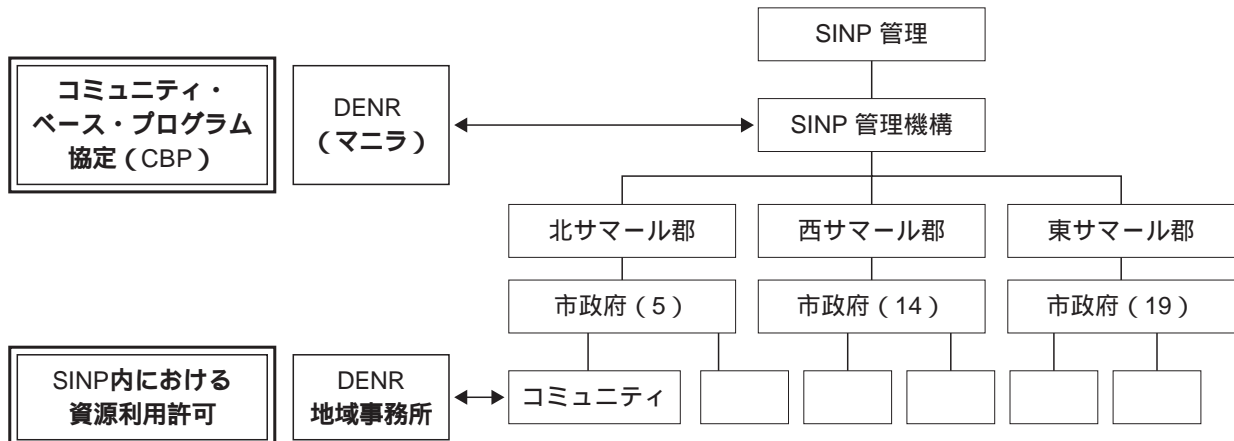 SINP 管理
コミュニティ・
ベース・プログラム
協定（CBP）
DENR
（マニラ）
SINP 管理機構
北サマール郡
西サマール郡
東サマール郡
市政府（5）
市政府（14）
市政府（19）
SINP内における
資源利用許可
DENR
地域事務所
コミュニティ